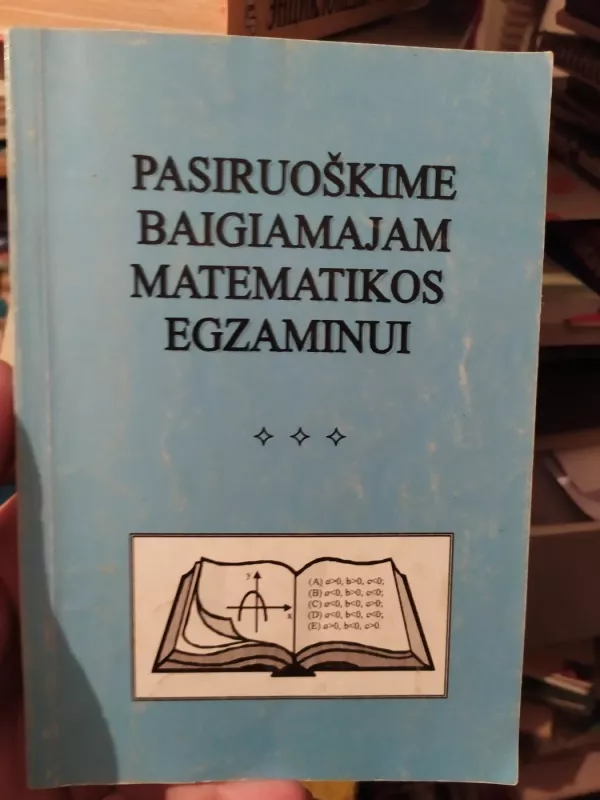 PASIRUOŠKIME
BAIGIAMAJAM
MATEMATIKOS
EGZAMINUI
y
x
(A) a>0, b>0, c<0;
(B) a<0, b>0, c<0;
(C) a<0, b<0, c>0;
(D) a<0, b<0, c<0;
(E) a>0, b<0, c>0.